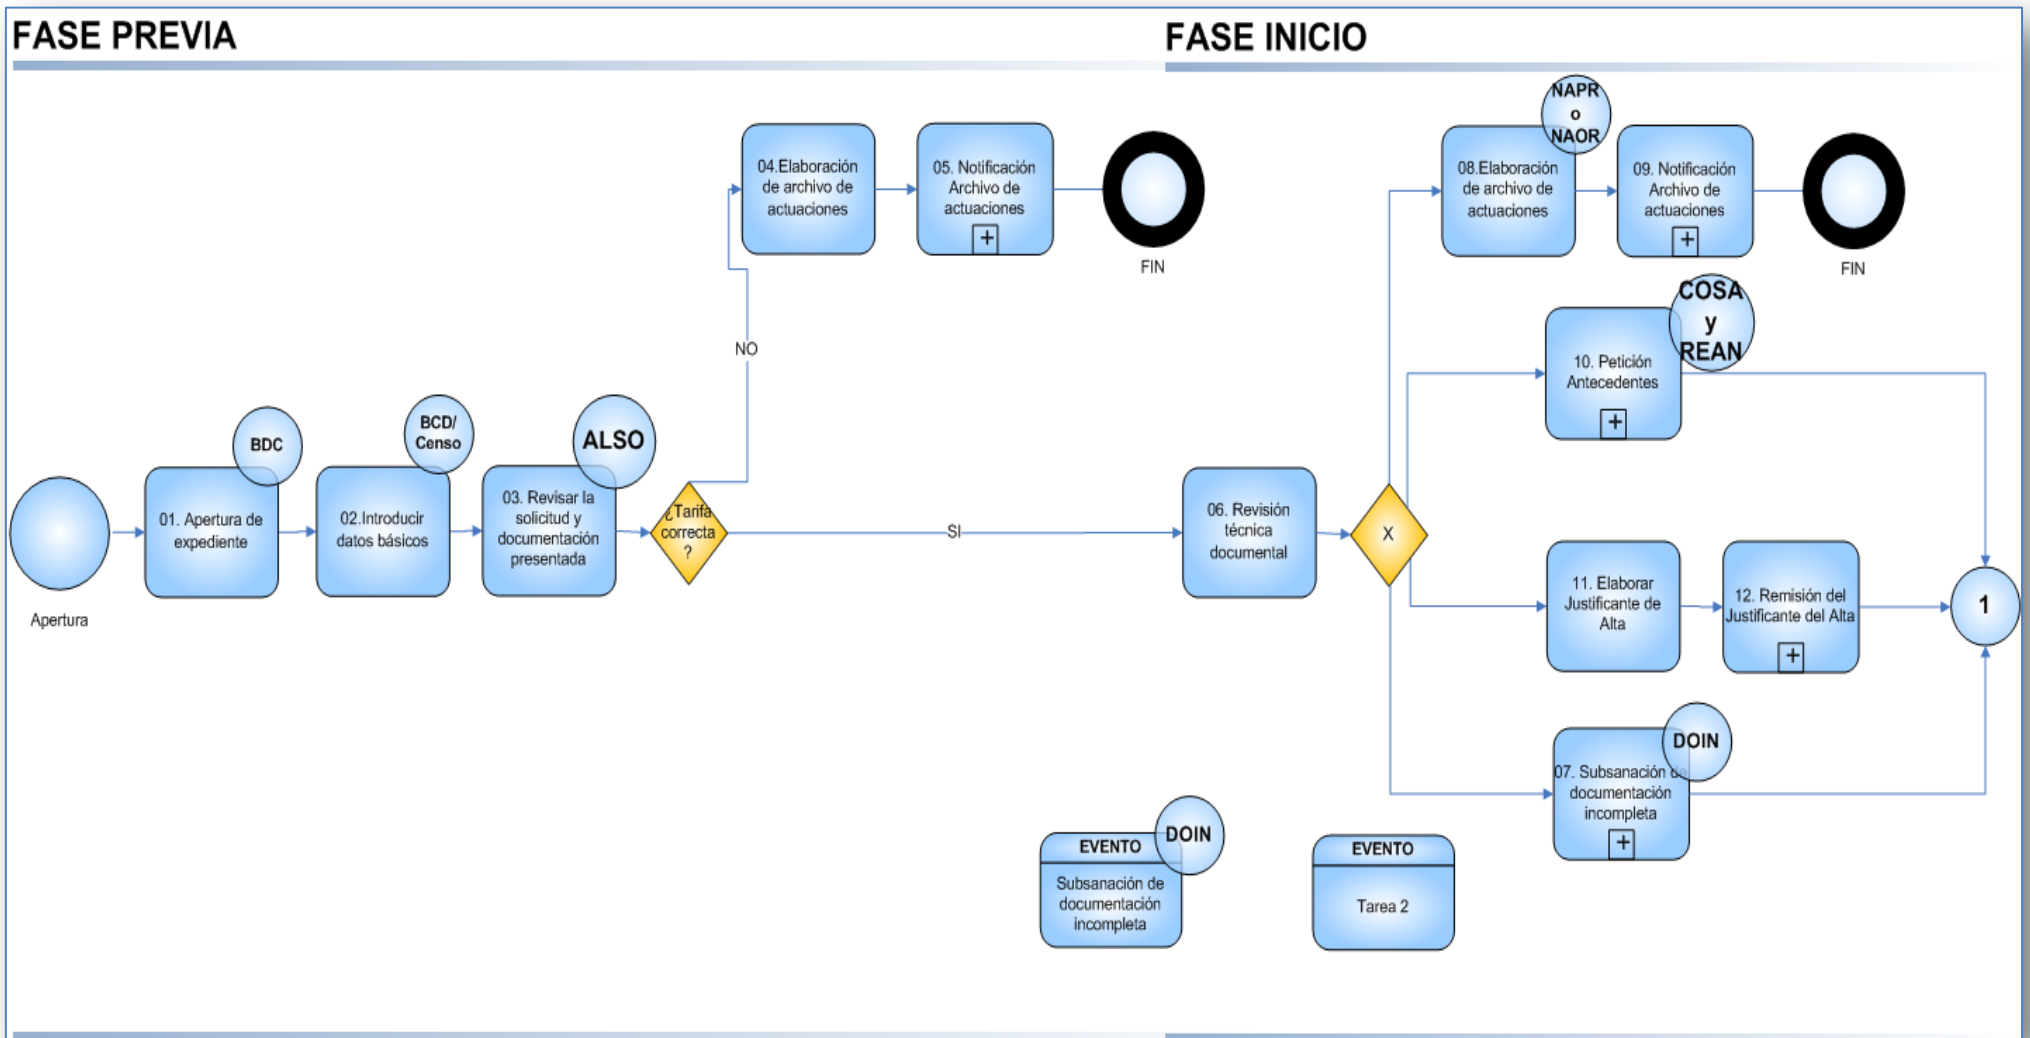 FASE PREVIA
FASE INICIO
04.Elaboración
de archivo de
actuaciones
05. Notificación
Archivo de
actuaciones
+
FIN
NAPR
o
NAOR
08.Elaboración
de archivo de
actuaciones
09. Notificación
Archivo de
actuaciones
+
FIN
NO
COSA
y
REAN
10. Petición
Antecedentes
+
Apertura
BDC
01. Apertura de
expediente
BCD/
Censo
02.Introducir
datos básicos
ALSO
03. Revisar la
solicitud y
documentación
presentada
¿Tarifa
correcta
?
SI
06. Revisión
técnica
documental
X
11. Elaborar
Justificante de
Alta
12. Remisión del
Justificante del Alta
+
1
DOIN
07. Subsanación de
documentación
incompleta
+
EVENTO
DOIN
Subsanación de
documentación
incompleta
EVENTO
Tarea 2